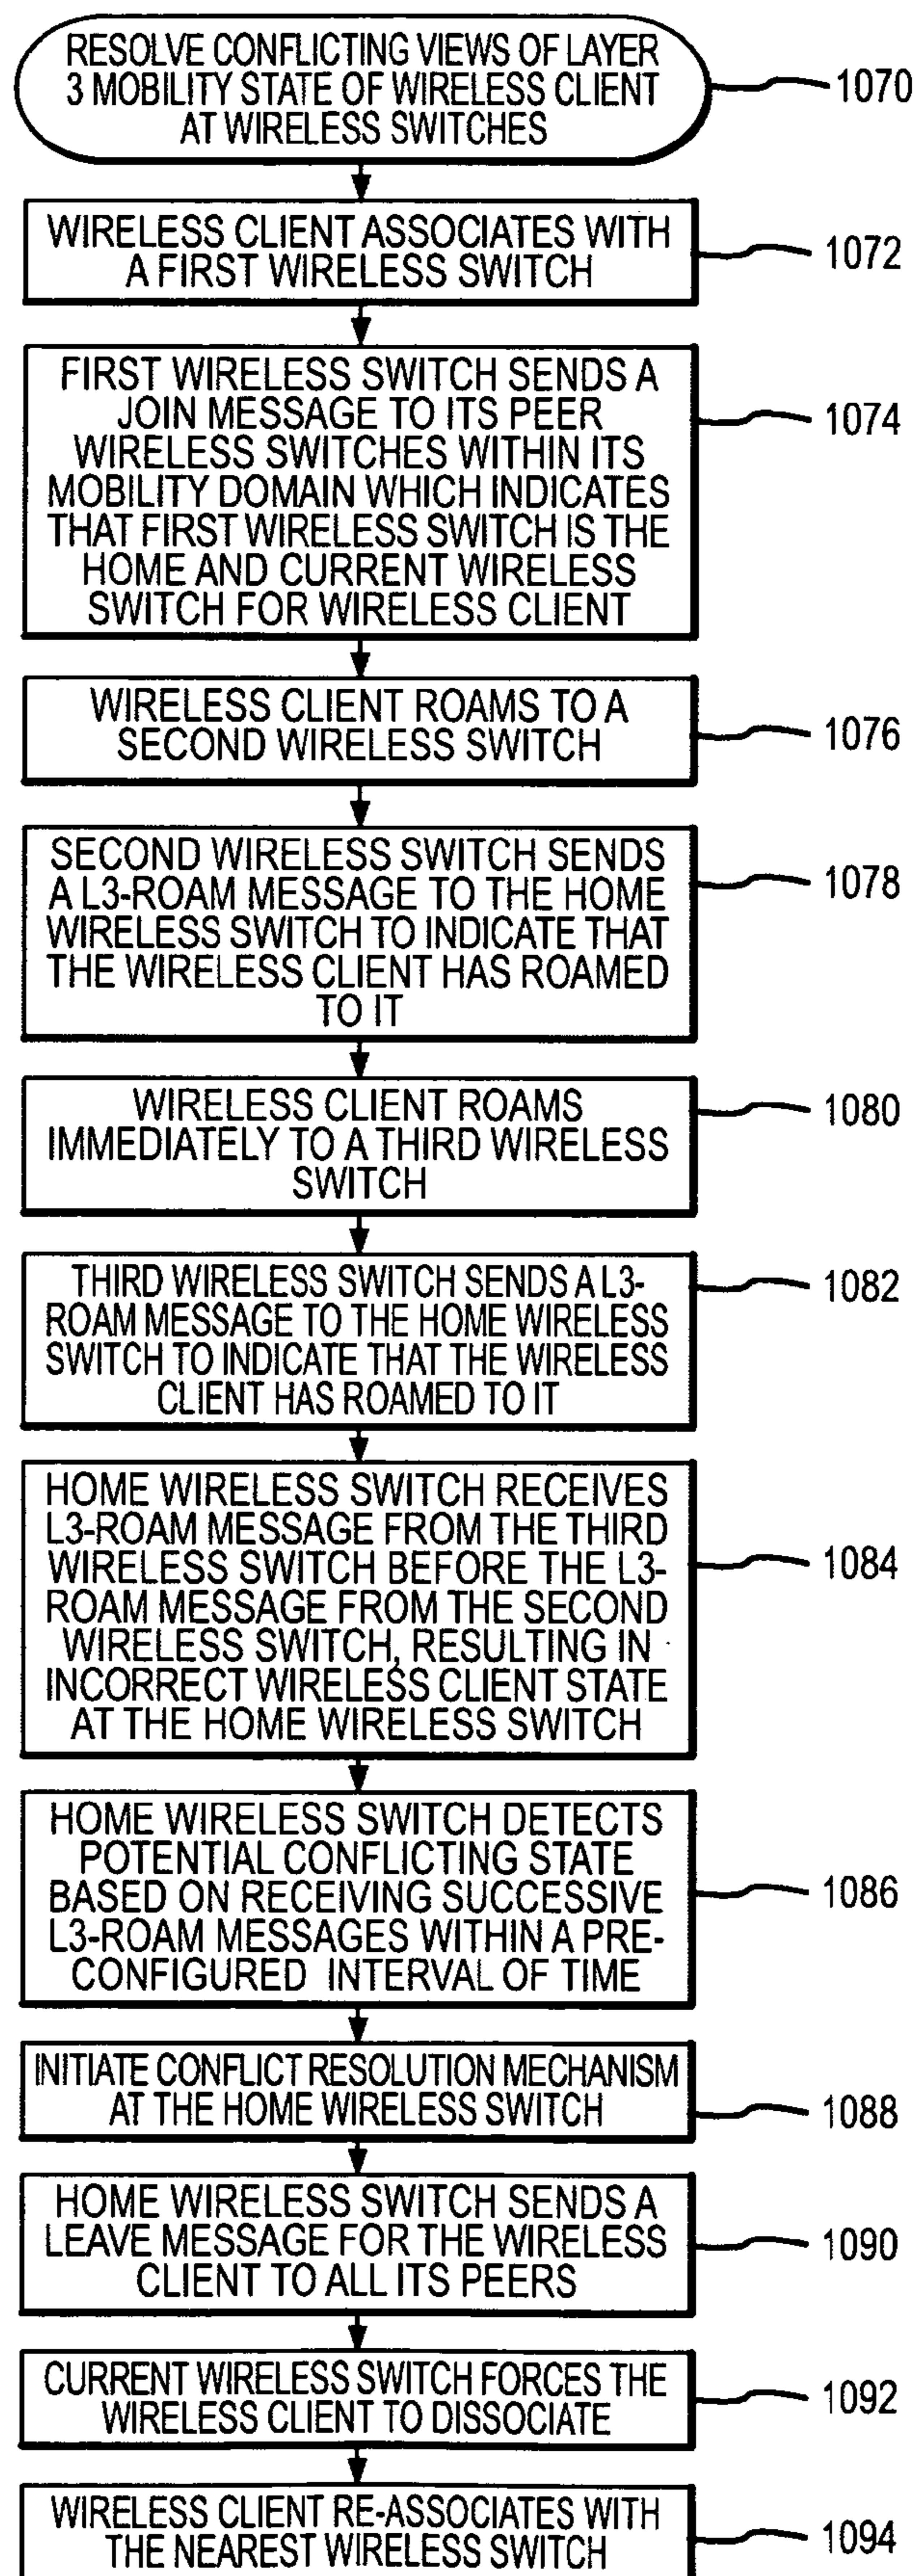 RESOLVE CONFLICTING VIEWS OF LAYER
3 MOBILITY STATE OF WIRELESS CLIENT
AT WIRELESS SWITCHES
1070
WIRELESS CLIENT ASSOCIATES WITH
A FIRST WIRELESS SWITCH
1072
FIRST WIRELESS SWITCH SENDS A
JOIN MESSAGE TO ITS PEER
WIRELESS SWITCHES WITHIN ITS
MOBILITY DOMAIN WHICH INDICATES
THAT FIRST WIRELESS SWITCH IS THE
HOME AND CURRENT WIRELESS
SWITCH FOR WIRELESS CLIENT
1074
WIRELESS CLIENT ROAMS TO A
SECOND WIRELESS SWITCH
1076
SECOND WIRELESS SWITCH SENDS
A L3-ROAM MESSAGE TO THE HOME
WIRELESS SWITCH TO INDICATE THAT
THE WIRELESS CLIENT HAS ROAMED
TO IT
1078
WIRELESS CLIENT ROAMS
IMMEDIATELY TO A THIRD WIRELESS
SWITCH
1080
THIRD WIRELESS SWITCH SENDS A L3-
ROAM MESSAGE TO THE HOME WIRELESS
SWITCH TO INDICATE THAT THE WIRELESS
CLIENT HAS ROAMED TO IT
1082
HOME WIRELESS SWITCH RECEIVES
L3-ROAM MESSAGE FROM THE THIRD
WIRELESS SWITCH BEFORE THE L3-
ROAM MESSAGE FROM THE SECOND
WIRELESS SWITCH, RESULTING IN
INCORRECT WIRELESS CLIENT STATE
AT THE HOME WIRELESS SWITCH
1084
HOME WIRELESS SWITCH DETECTS
POTENTIAL CONFLICTING STATE
BASED ON RECEIVING SUCCESSIVE
L3-ROAM MESSAGES WITHIN A PRE-
CONFIGURED INTERVAL OF TIME
1086
INITIATE CONFLICT RESOLUTION MECHANISM
AT THE HOME WIRELESS SWITCH
1088
HOME WIRELESS SWITCH SENDS A
LEAVE MESSAGE FOR THE WIRELESS
CLIENT TO ALL ITS PEERS
1090
CURRENT WIRELESS SWITCH FORCES THE
WIRELESS CLIENT TO DISSOCIATE
1092
WIRELESS CLIENT RE-ASSOCIATES WITH
THE NEAREST WIRELESS SWITCH
1094